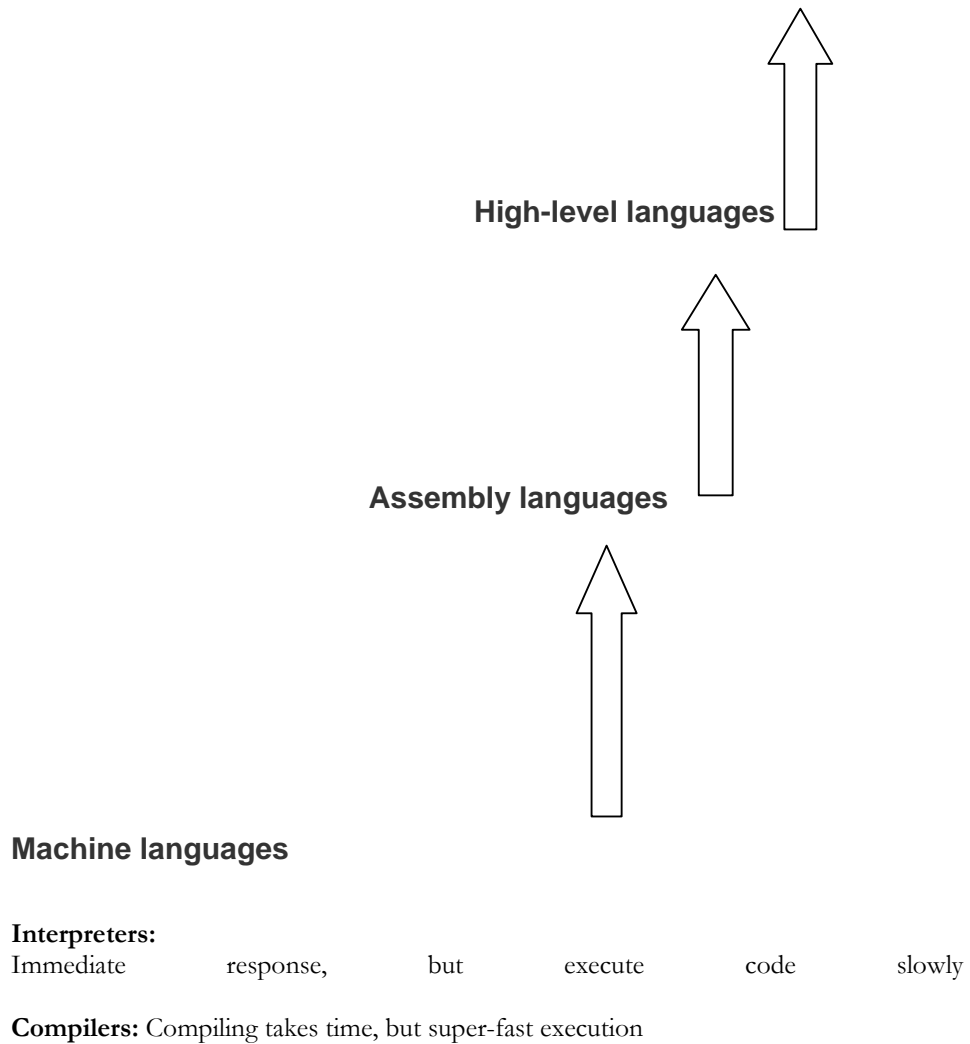 High-level languages
Assembly languages
Machine languages
Interpreters:
Immediate response, but execute code slowly
Compilers: Compiling takes time, but super-fast execution